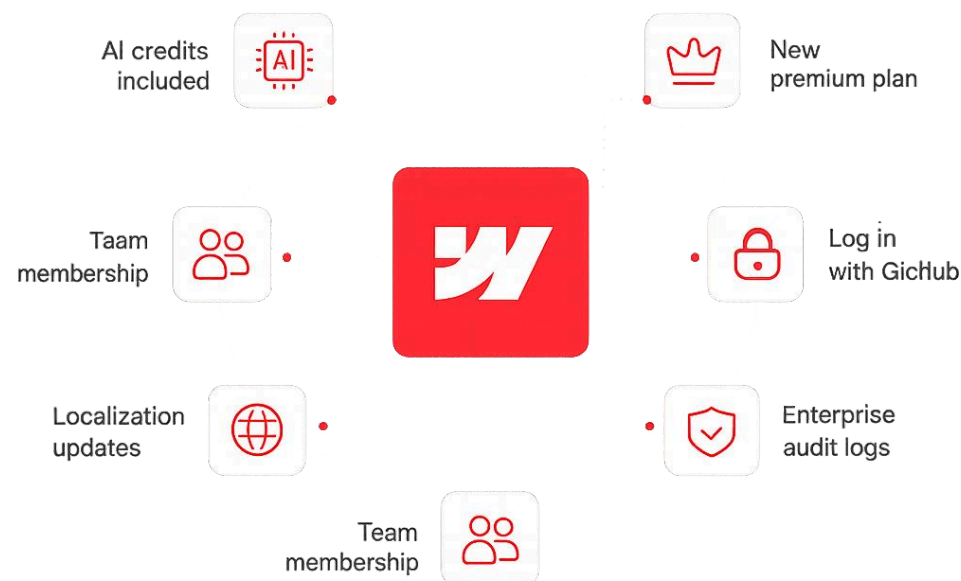 AI credits
included
AI
New
premium plan
Taam
membership
Log in
with GicHub
Localization
updates
Enterprise
audit logs
Team
membership